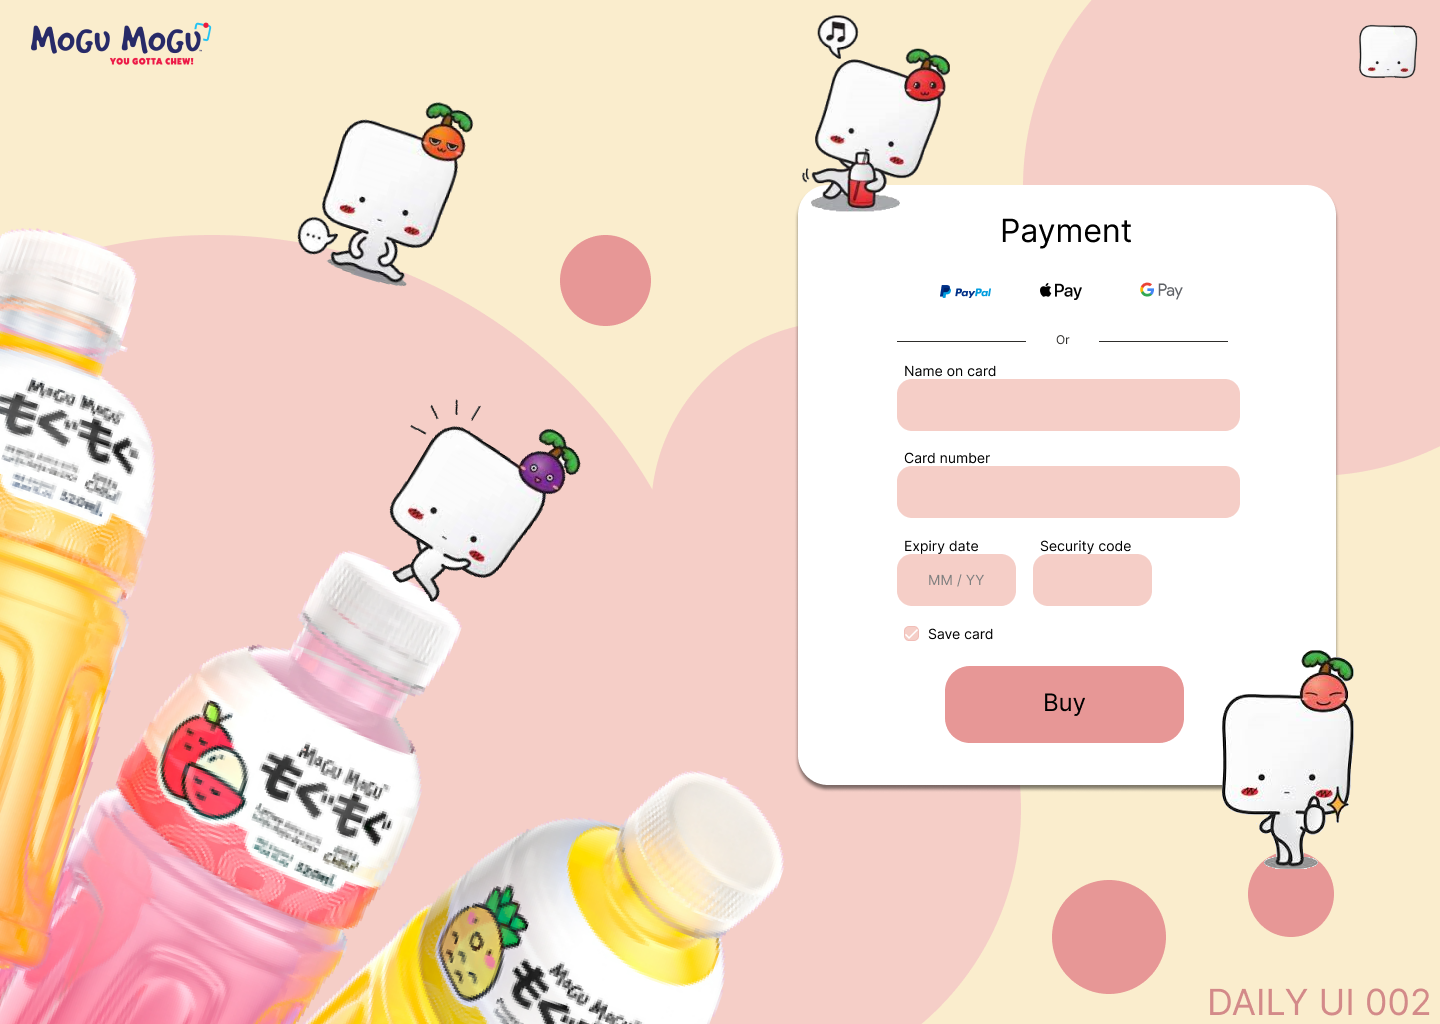 MOGU MOGU
YOU GOTTA CHEW!
Payment
PayPal
Pay
G Pay
Or
Name on card
Card number
Expiry date
Security code
MM / YY
Save card
Buy
MOGU MOGU
もぐもぐ
320ml
MOGU MOGU
もぐもぐ
320ml
MOGU MOGU
もぐ
DAILY UI 002